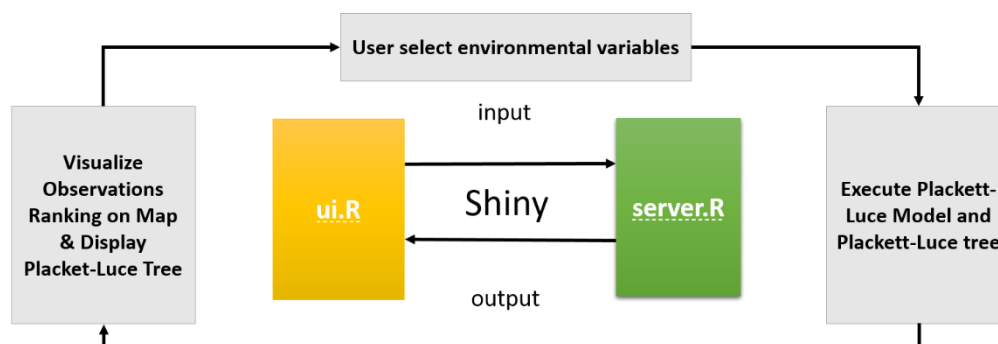 User select environmental variables
input
Visualize
Observations
Ranking on Map
& Display
Placket-Luce Tree
ui.R
Shiny
server.R
Execute Plackett-
Luce Model and
Plackett-Luce tree
output